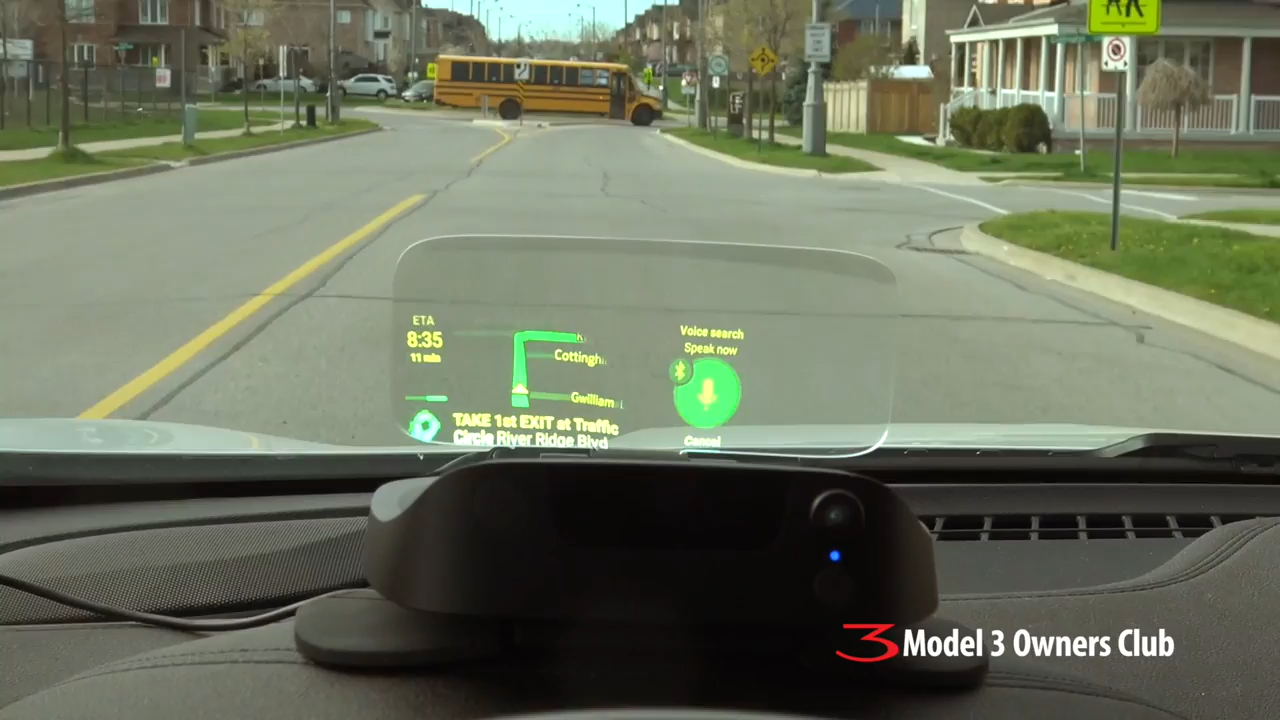 ETA
8:35
11 min
Cottingh
Gwilliam
TAKE 1st EXIT at Traffic
Circle River Ridge Blvd
Voice search
Speak now
Cancel
3 Model 3 Owners Club